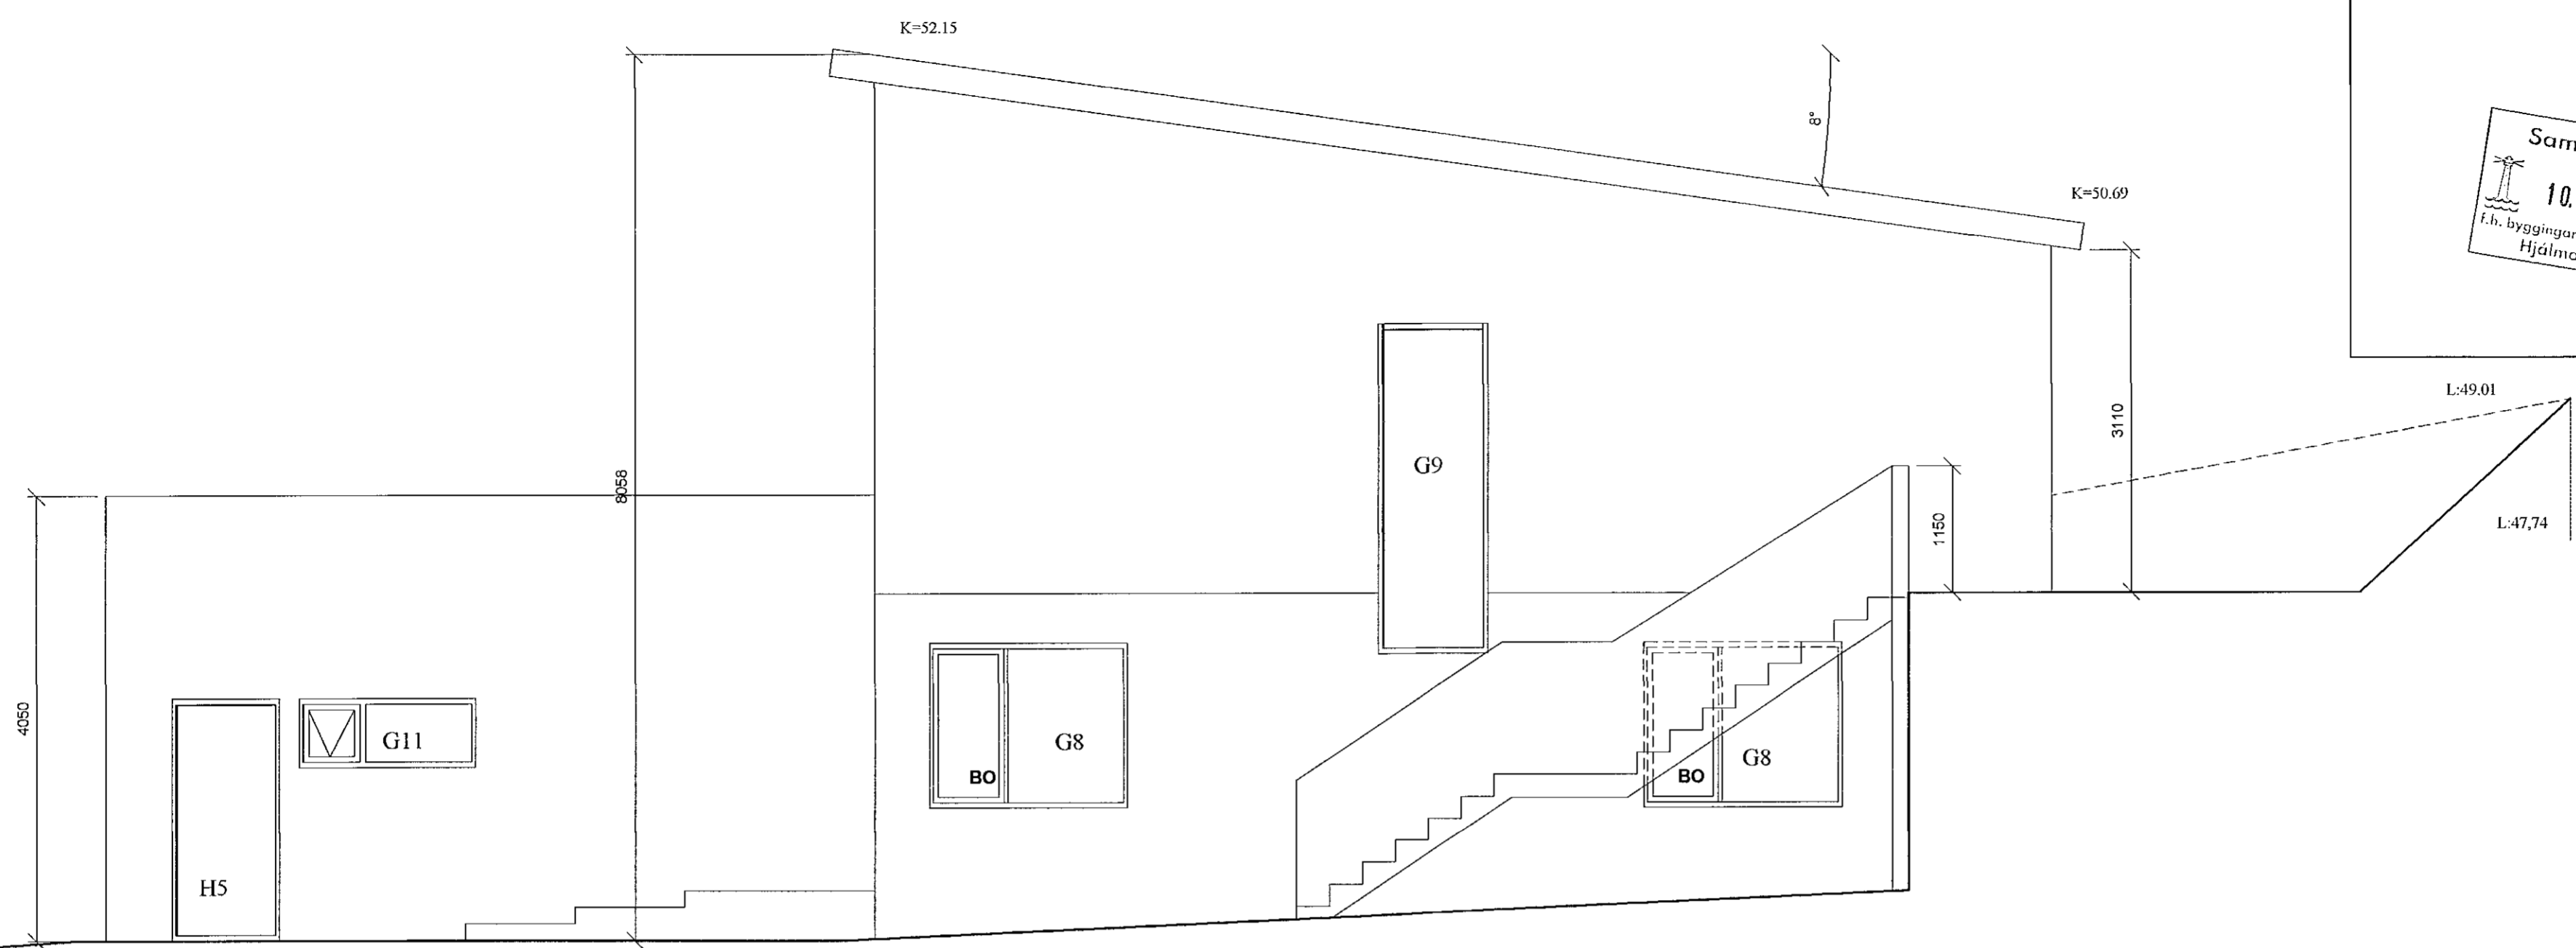 K=52.15
8°
K=50.69
Sam
10.
f.h. byggingar
Hjálma
L:49.01
3110
G9
8058
1150
L:47,74
4050
G11
G8
BO
G8
BO
H5